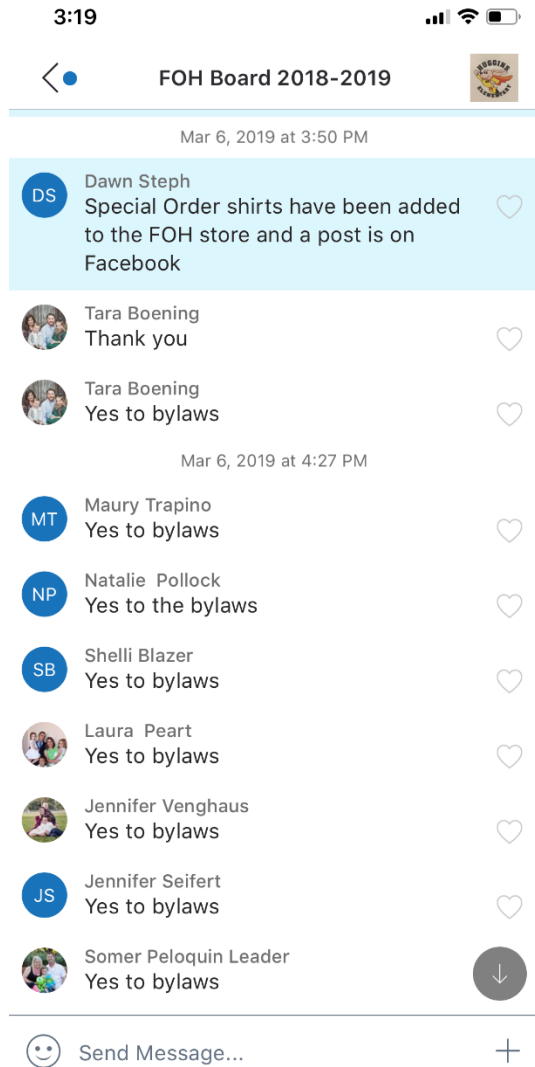 3:19
FOH Board 2018-2019
HUGGINS
ELEMENTARY
Mar 6, 2019 at 3:50 PM
DS
Dawn Steph
Special Order shirts have been added
to the FOH store and a post is on
Facebook
Tara Boening
Thank you
Tara Boening
Yes to bylaws
Mar 6, 2019 at 4:27 PM
MT
Maury Trapino
Yes to bylaws
NP
Natalie  Pollock
Yes to the bylaws
SB
Shelli Blazer
Yes to bylaws
Laura  Peart
Yes to bylaws
Jennifer Venghaus
Yes to bylaws
JS
Jennifer Seifert
Yes to bylaws
Somer Peloquin Leader
Yes to bylaws
Send Message...